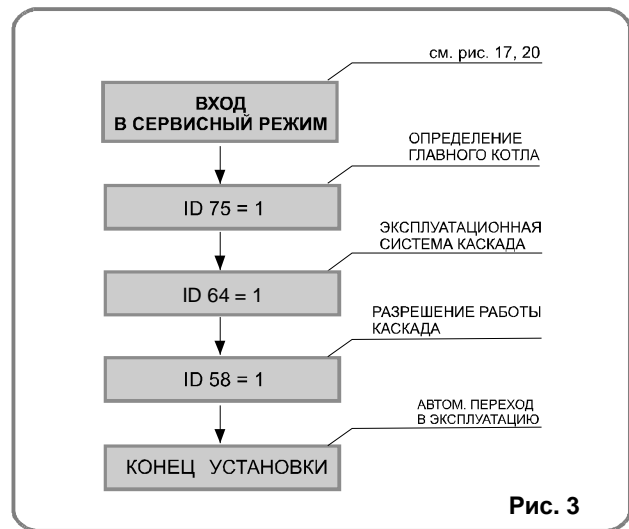 см. рис. 17, 20
ВХОД
В СЕРВИСНЫЙ РЕЖИМ
ОПРЕДЕЛЕНИЕ
ГЛАВНОГО КОТЛА
ID 75 = 1
ЭКСПЛУАТАЦИОННАЯ
СИСТЕМА КАСКАДА
ID 64 = 1
РАЗРЕШЕНИЕ РАБОТЫ
КАСКАДА
ID 58 = 1
АВТОМ. ПЕРЕХОД
В ЭКСПЛУАТАЦИЮ
КОНЕЦ УСТАНОВКИ
Рис. 3